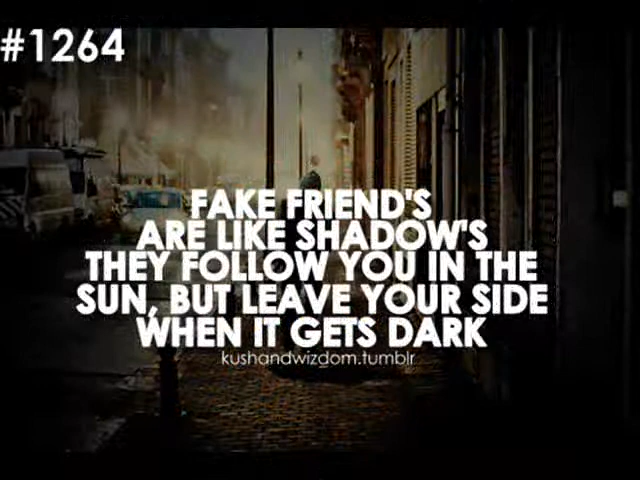 #1264
FAKE FRIEND'S
ARE LIKE SHADOW'S
THEY FOLLOW YOU IN THE
SUN, BUT LEAVE YOUR SIDE
WHEN IT GETS DARK
kushandwizdom.tumblr